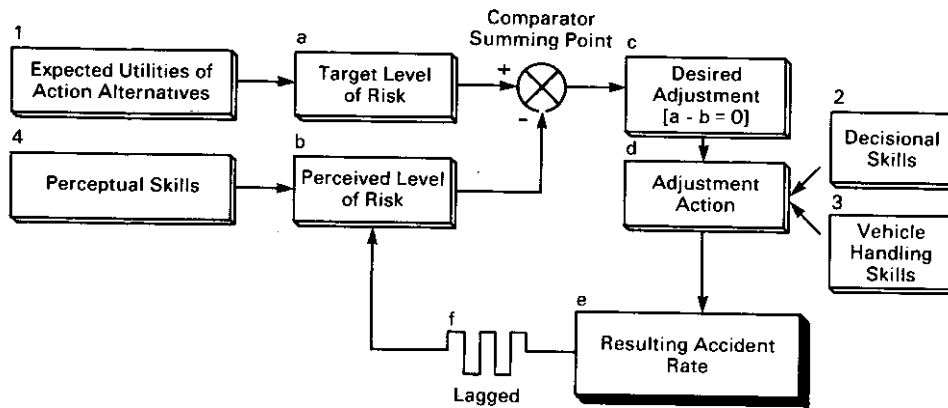 1
Expected Utilities of
Action Alternatives
a
Target Level
of Risk
Comparator
Summing Point
+
-
c
Desired
Adjustment
[a - b = 0]
4
Perceptual Skills
b
Perceived Level
of Risk
d
Adjustment
Action
2
Decisional
Skills
3
Vehicle
Handling
Skills
f
Lagged
e
Resulting Accident
Rate